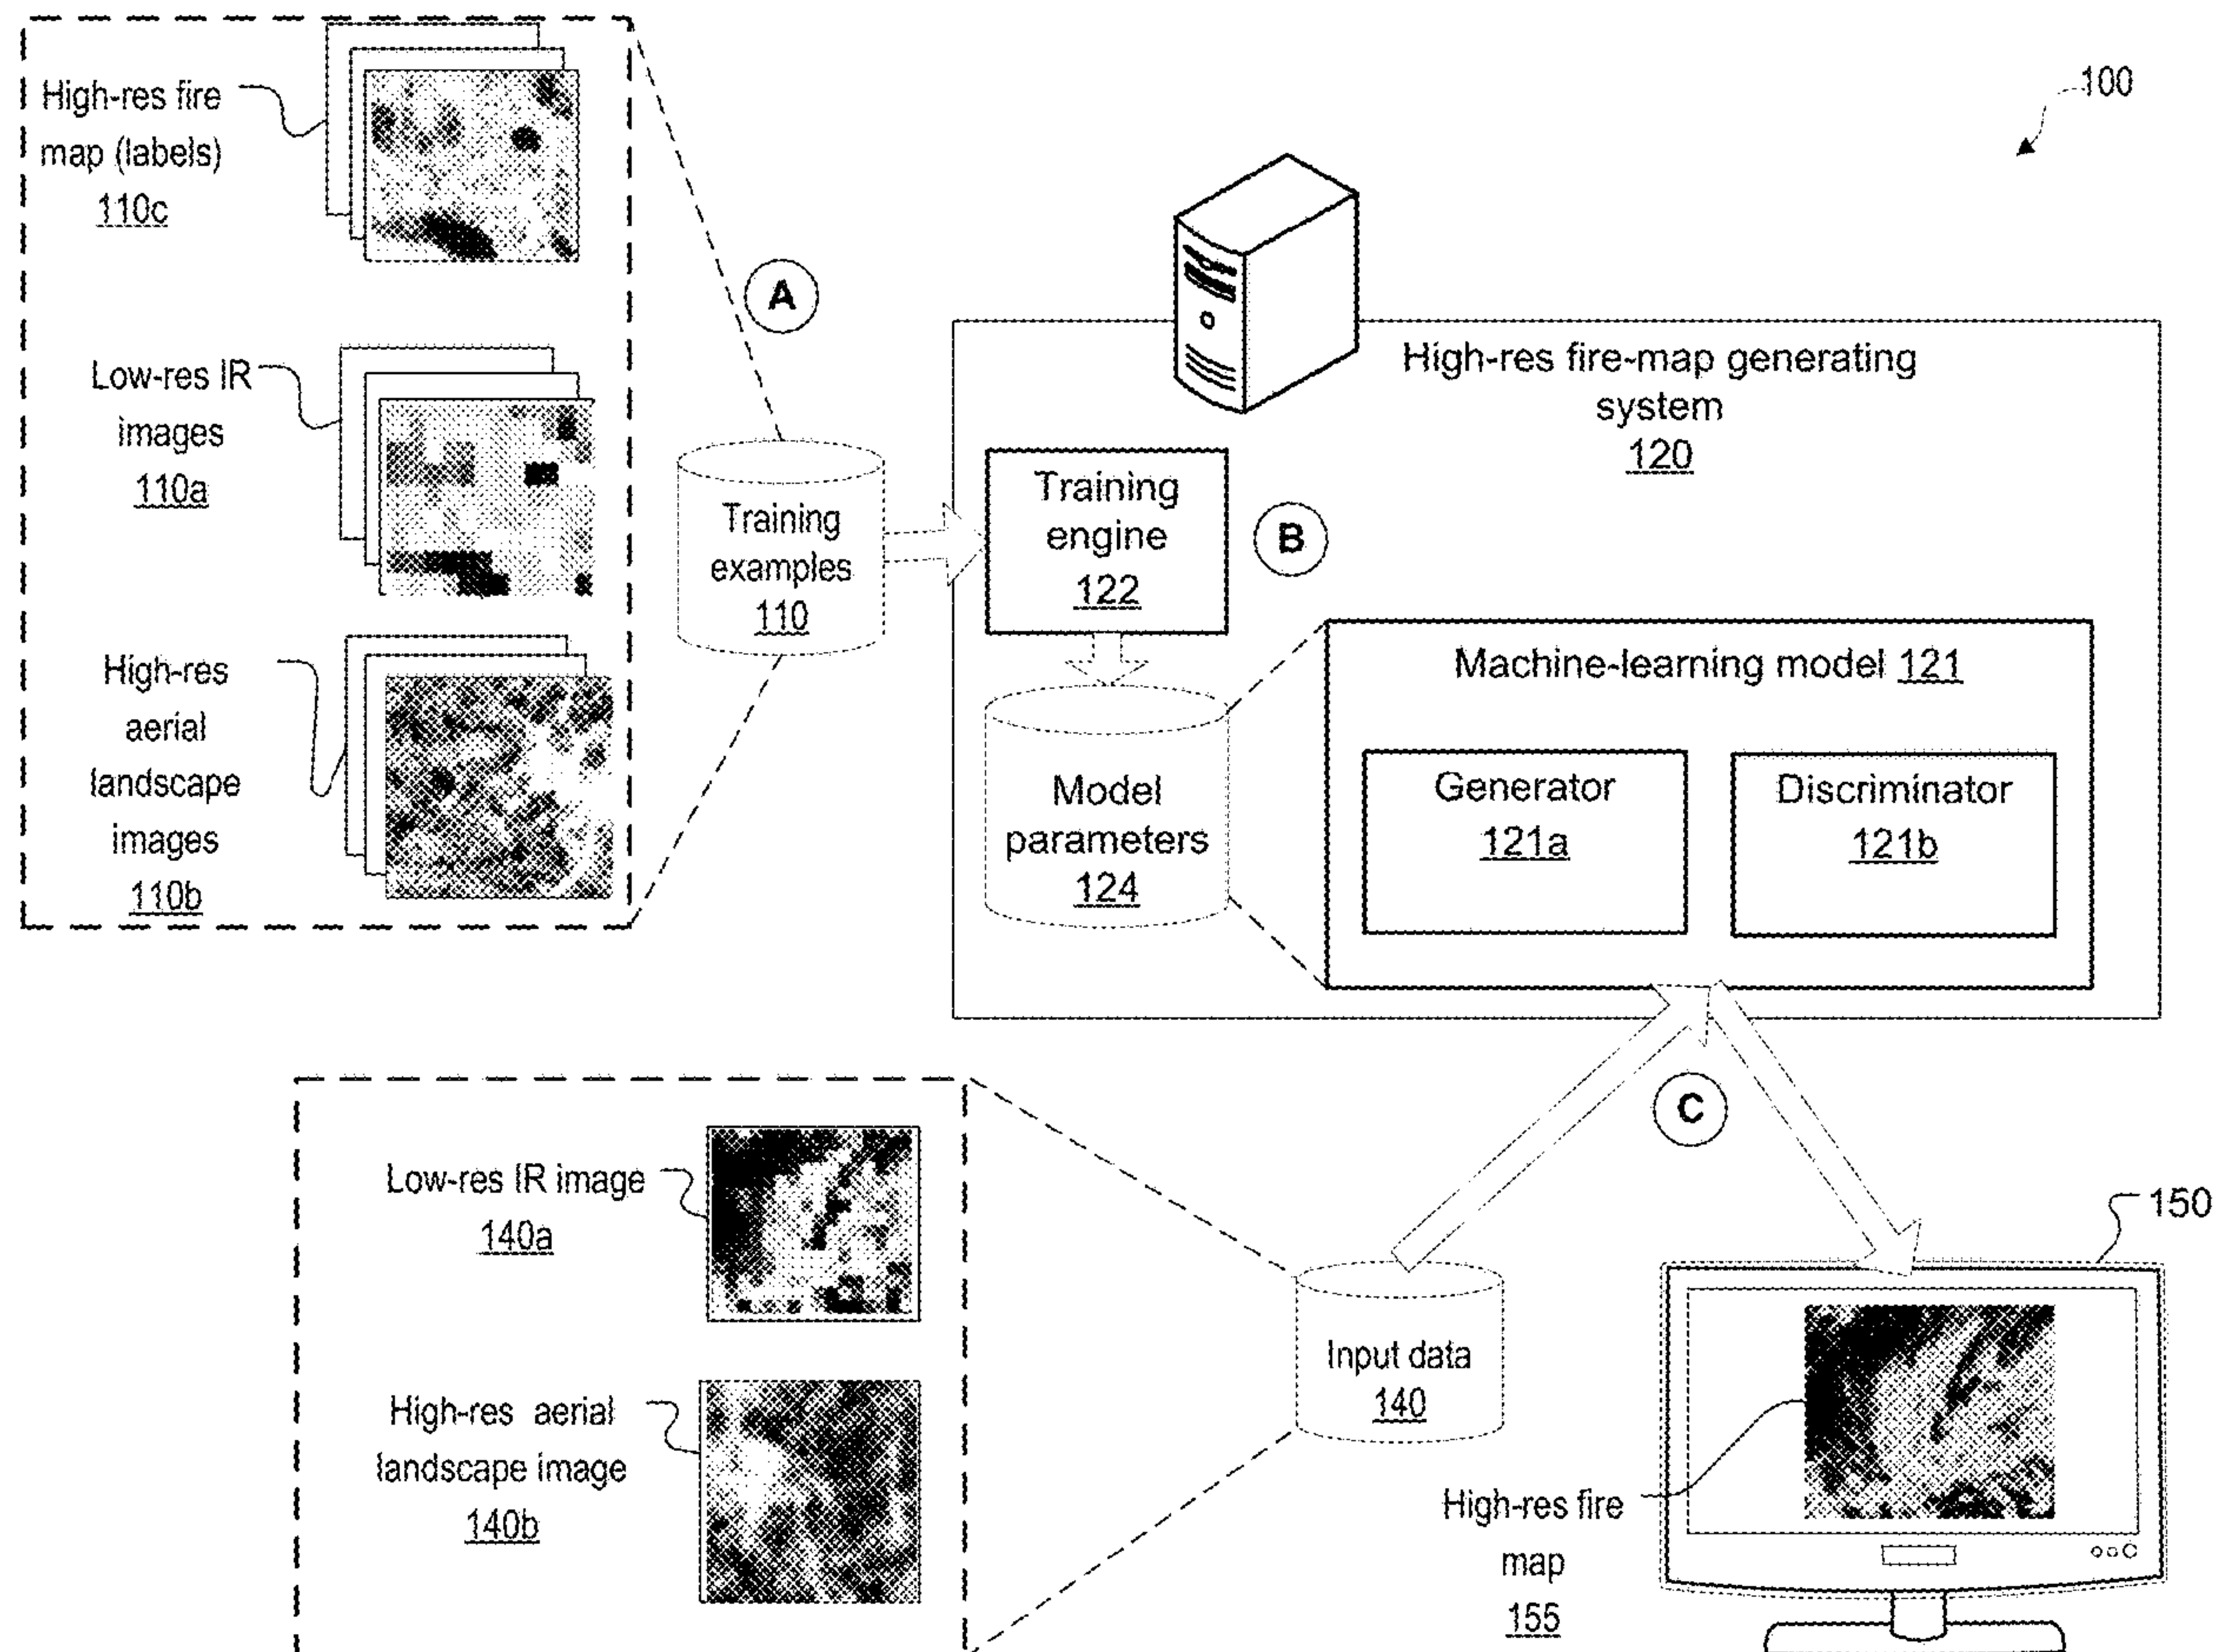 High-res fire
map (labels)
110c
Low-res IR
images
110a
High-res
aerial
landscape
images
110b
A
Training
examples
110
100
High-res fire-map generating
system
120
Training
engine
122
B
Model
parameters
124
Machine-learning model 121
Generator
121a
Discriminator
121b
C
Low-res IR image
140a
High-res aerial
landscape image
140b
Input data
140
150
High-res fire
map
155